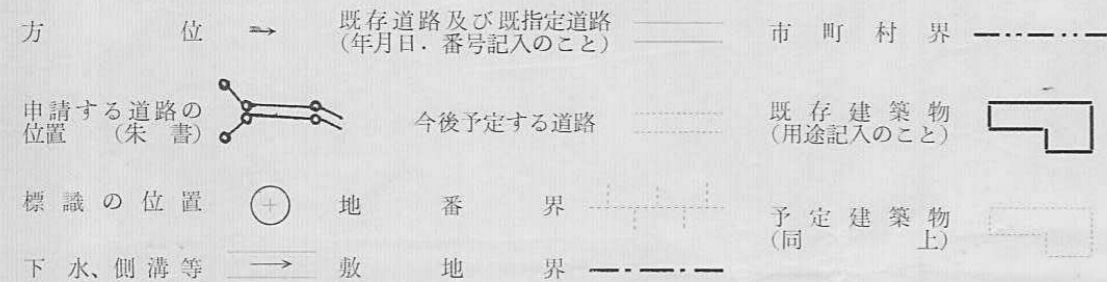 方位
既存道路及び既指定道路
(年月日.番号記入のこと)
市町村界
申請する道路の
位置(朱書)
今後予定する道路
既存建築物
(用途記入のこと)
標識の位置
地番界
予定建築物
(同上)
下水、側溝等
敷地界